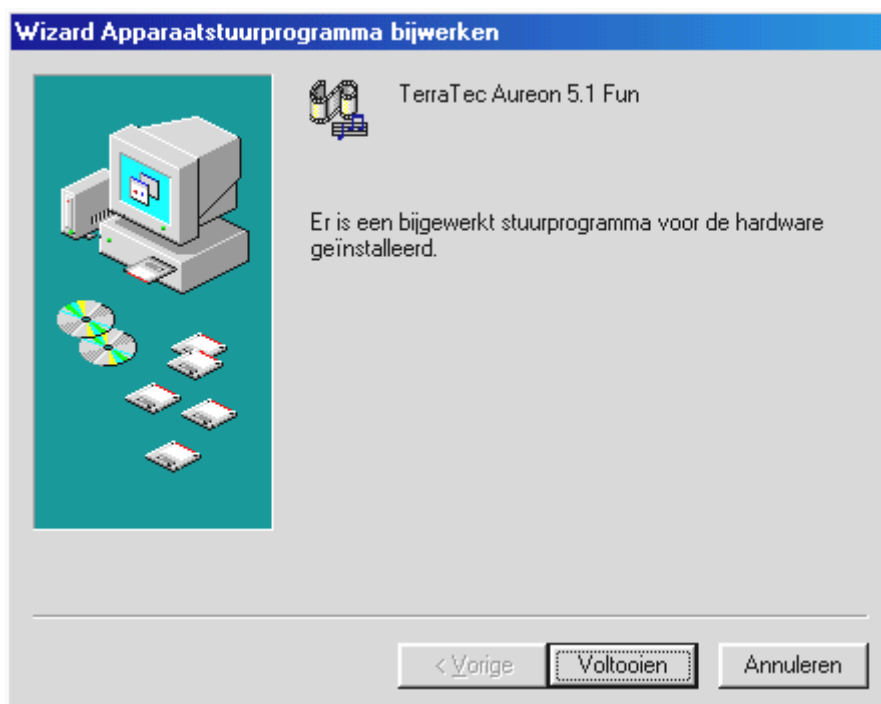 Wizard Apparaatstuurprogramma bijwerken
TerraTec Aureon 5.1 Fun
Er is een bijgewerkt stuurprogramma voor de hardware
geïnstalleerd.
< Vorige
Voltooien
Annuleren